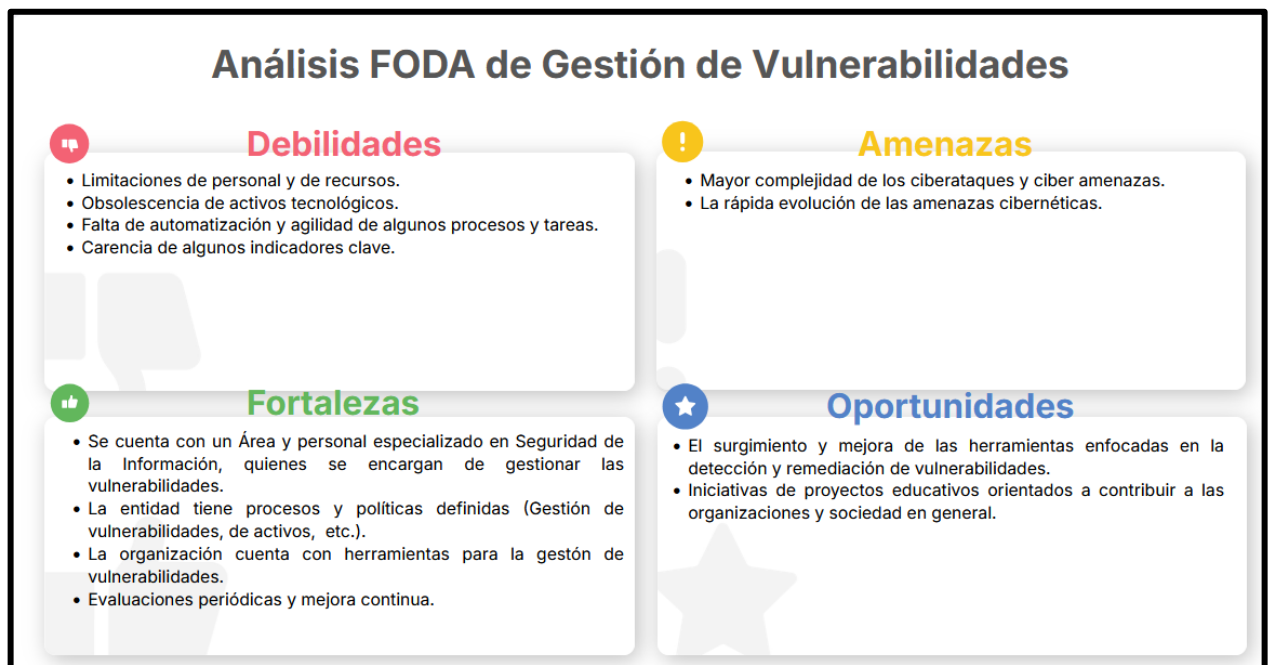 Análisis FODA de Gestión de Vulnerabilidades
Debilidades
• Limitaciones de personal y de recursos.
• Obsolescencia de activos tecnológicos.
• Falta de automatización y agilidad de algunos procesos y tareas.
• Carencia de algunos indicadores clave.
Amenazas
• Mayor complejidad de los ciberataques y ciber amenazas.
• La rápida evolución de las amenazas cibernéticas.
Fortalezas
• Se cuenta con un Área y personal especializado en Seguridad de
la Información, quienes se encargan de gestionar las
vulnerabilidades.
• La entidad tiene procesos y políticas definidas (Gestión de
vulnerabilidades, de activos, etc.).
• La organización cuenta con herramientas para la gestón de
vulnerabilidades.
• Evaluaciones periódicas y mejora continua.
Oportunidades
• El surgimiento y mejora de las herramientas enfocadas en la
detección y remediación de vulnerabilidades.
• Iniciativas de proyectos educativos orientados a contribuir a las
organizaciones y sociedad en general.